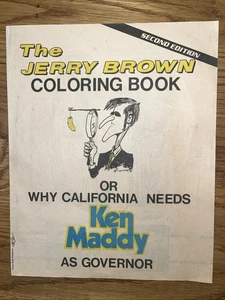 SECOND EDITION
The
JERRY BROWN
COLORING BOOK
OR
WHY CALIFORNIA NEEDS
Ken
Maddy
AS GOVERNOR